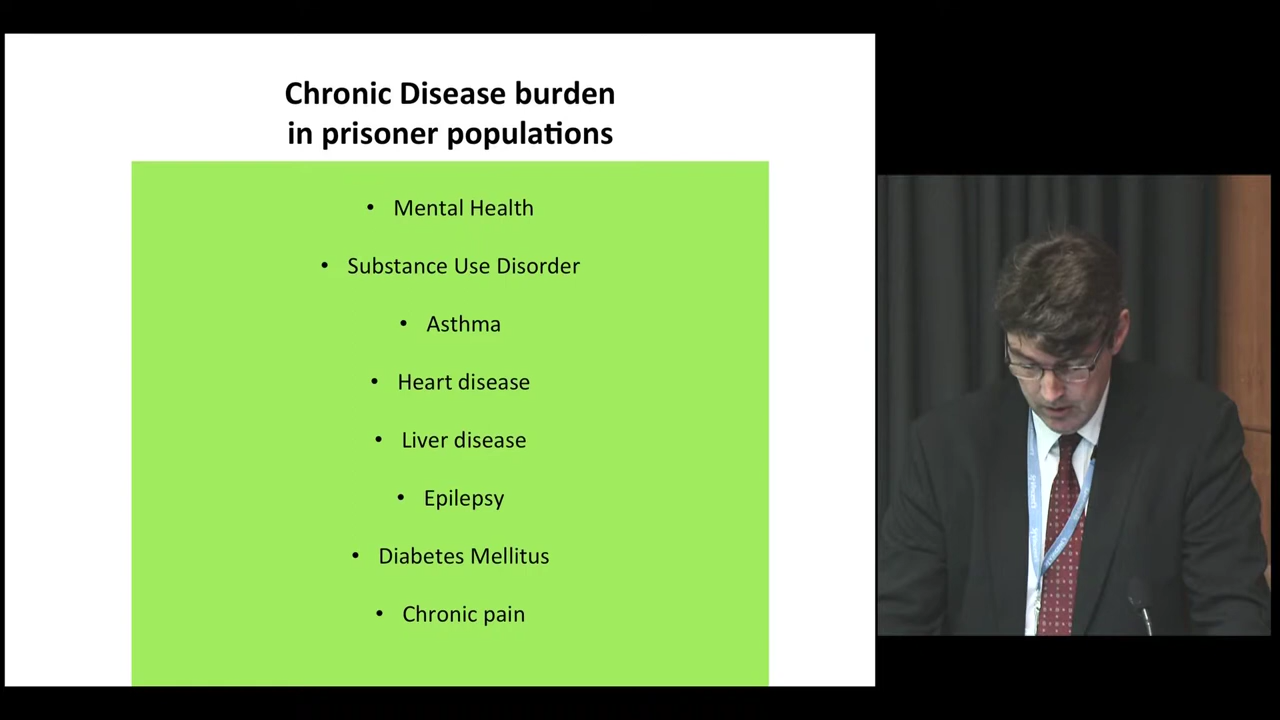 Chronic Disease burden
in prisoner populations
• Mental Health
• Substance Use Disorder
• Asthma
• Heart disease
• Liver disease
• Epilepsy
• Diabetes Mellitus
• Chronic pain